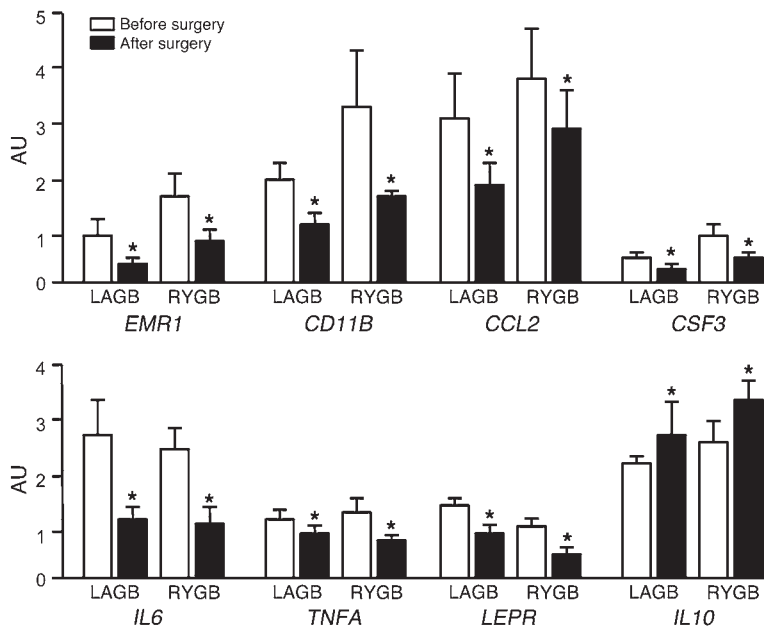 5
4
3
2
1
0
AU
Before surgery
After surgery
* * * * * * * *
LAGB RYGB LAGB RYGB LAGB RYGB LAGB RYGB
EMR1 CD11B CCL2 CSF3
4
3
2
1
0
AU
* * * * * * * *
LAGB RYGB LAGB RYGB LAGB RYGB LAGB RYGB
IL6 TNFA LEPR IL10